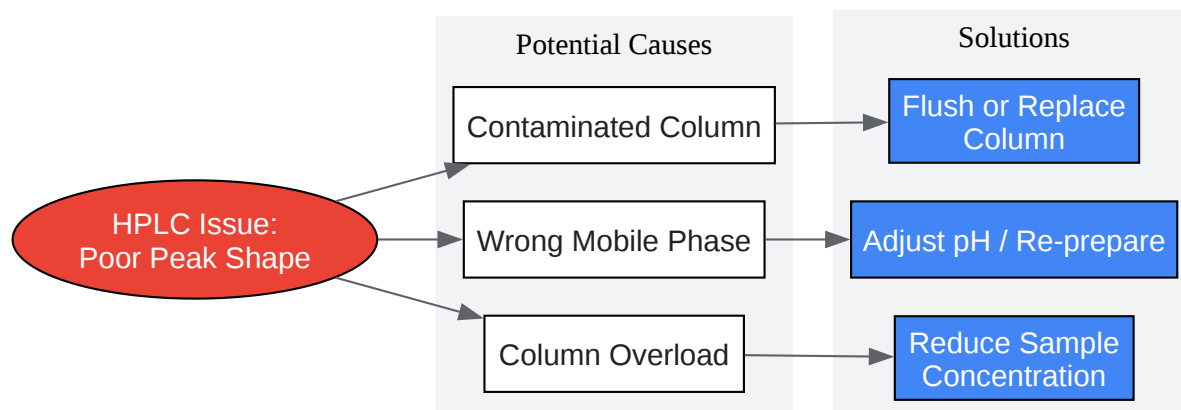 HPLC Issue:
Poor Peak Shape
Potential Causes
Contaminated Column
Wrong Mobile Phase
Column Overload
Solutions
Flush or Replace
Column
Adjust pH / Re-prepare
Reduce Sample
Concentration